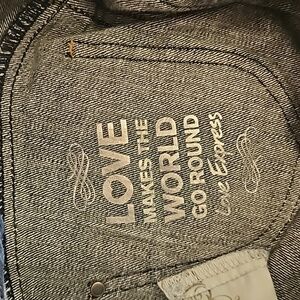 LOVE
MAKES THE
WORLD
GO ROUND
Love Express